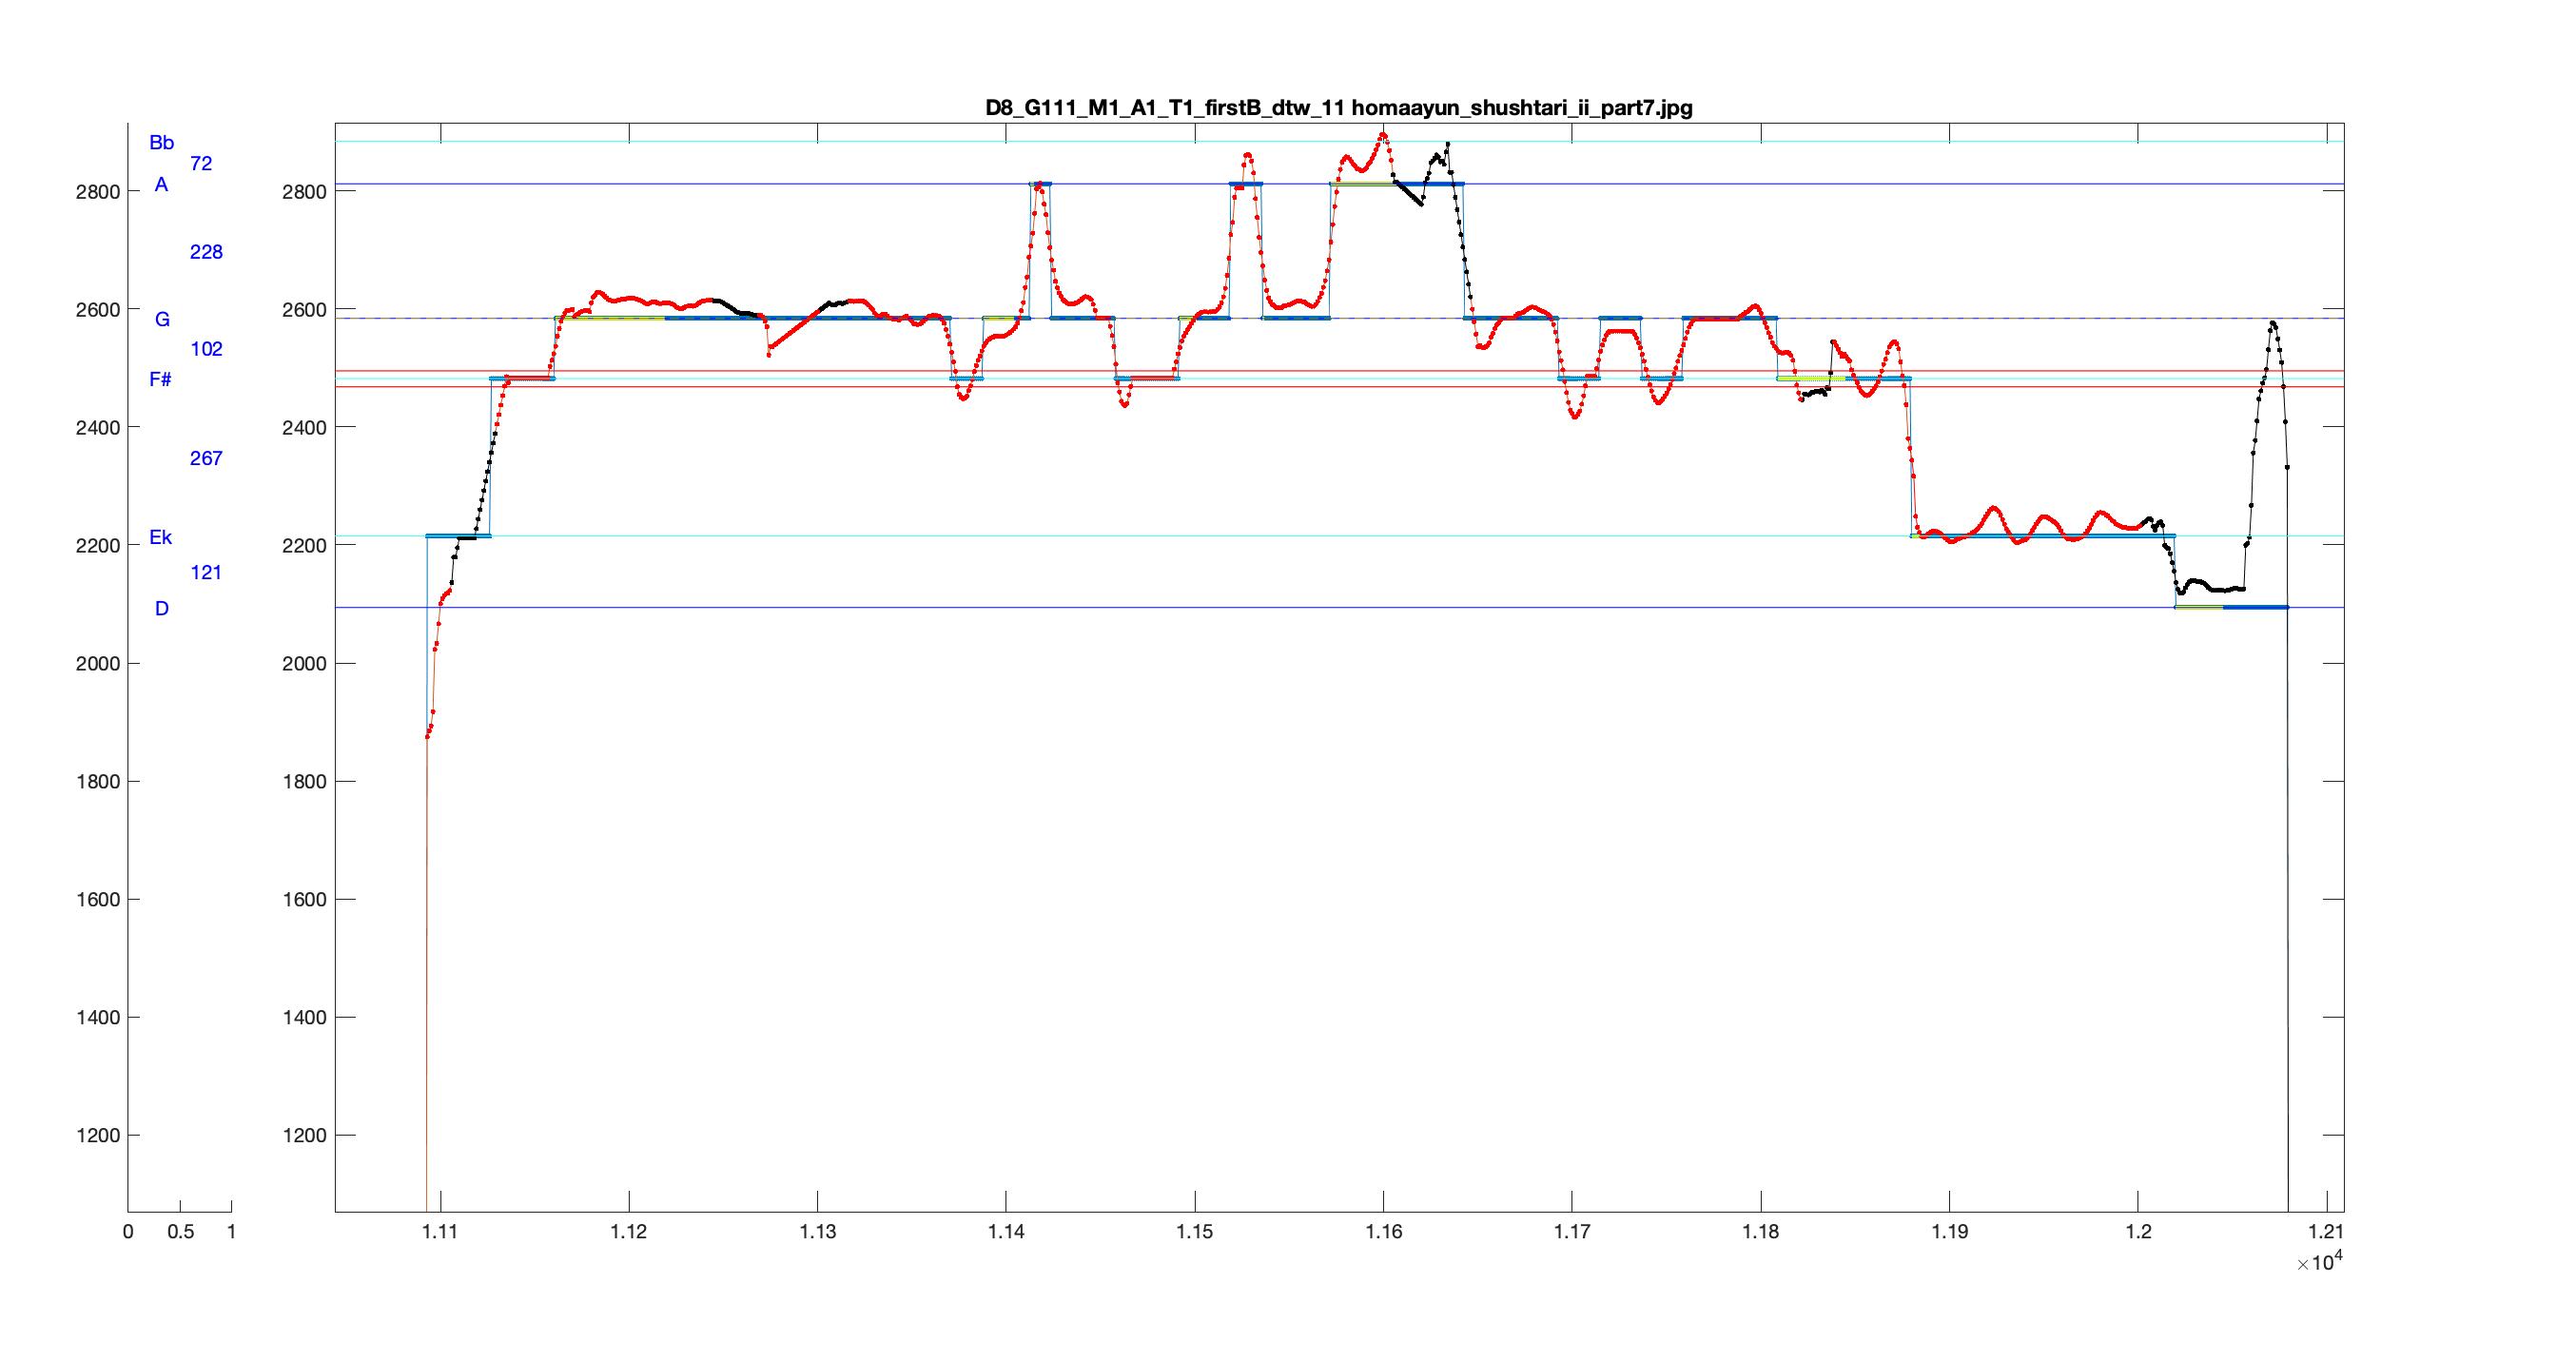 D8_G111_M1_A1_T1_firstB_dtw_11 homaayun_shushtari_ii_part7.jpg
Bb
72
2800 A 2800
228
2600 G 2600
102
F#
2400 2400
267
Ek
2200 2200
121
D
2000 2000
1800 1800
1600 1600
1400 1400
1200 1200
0 0.5 1 1.11 1.12 1.13 1.14 1.15 1.16 1.17 1.18 1.19 1.2 1.21
×10^4